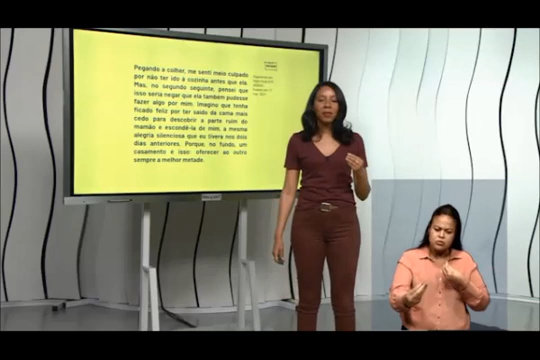 Pegando a colher, me senti meio culpado
por não ter ido à cozinha antes que ela.
Mas, no segundo seguinte, pensei que
isso seria negar que ela também pudesse
fazer algo por mim. Imagino que tenha
ficado feliz por ter saído da cama mais
cedo para descobrir a parte ruim do
mamão e escondê-la de mim, a mesma
alegria silenciosa que eu tivera nos dois
dias anteriores. Porque, no fundo, um
casamento é isso: oferecer ao outro
sempre a melhor metade.